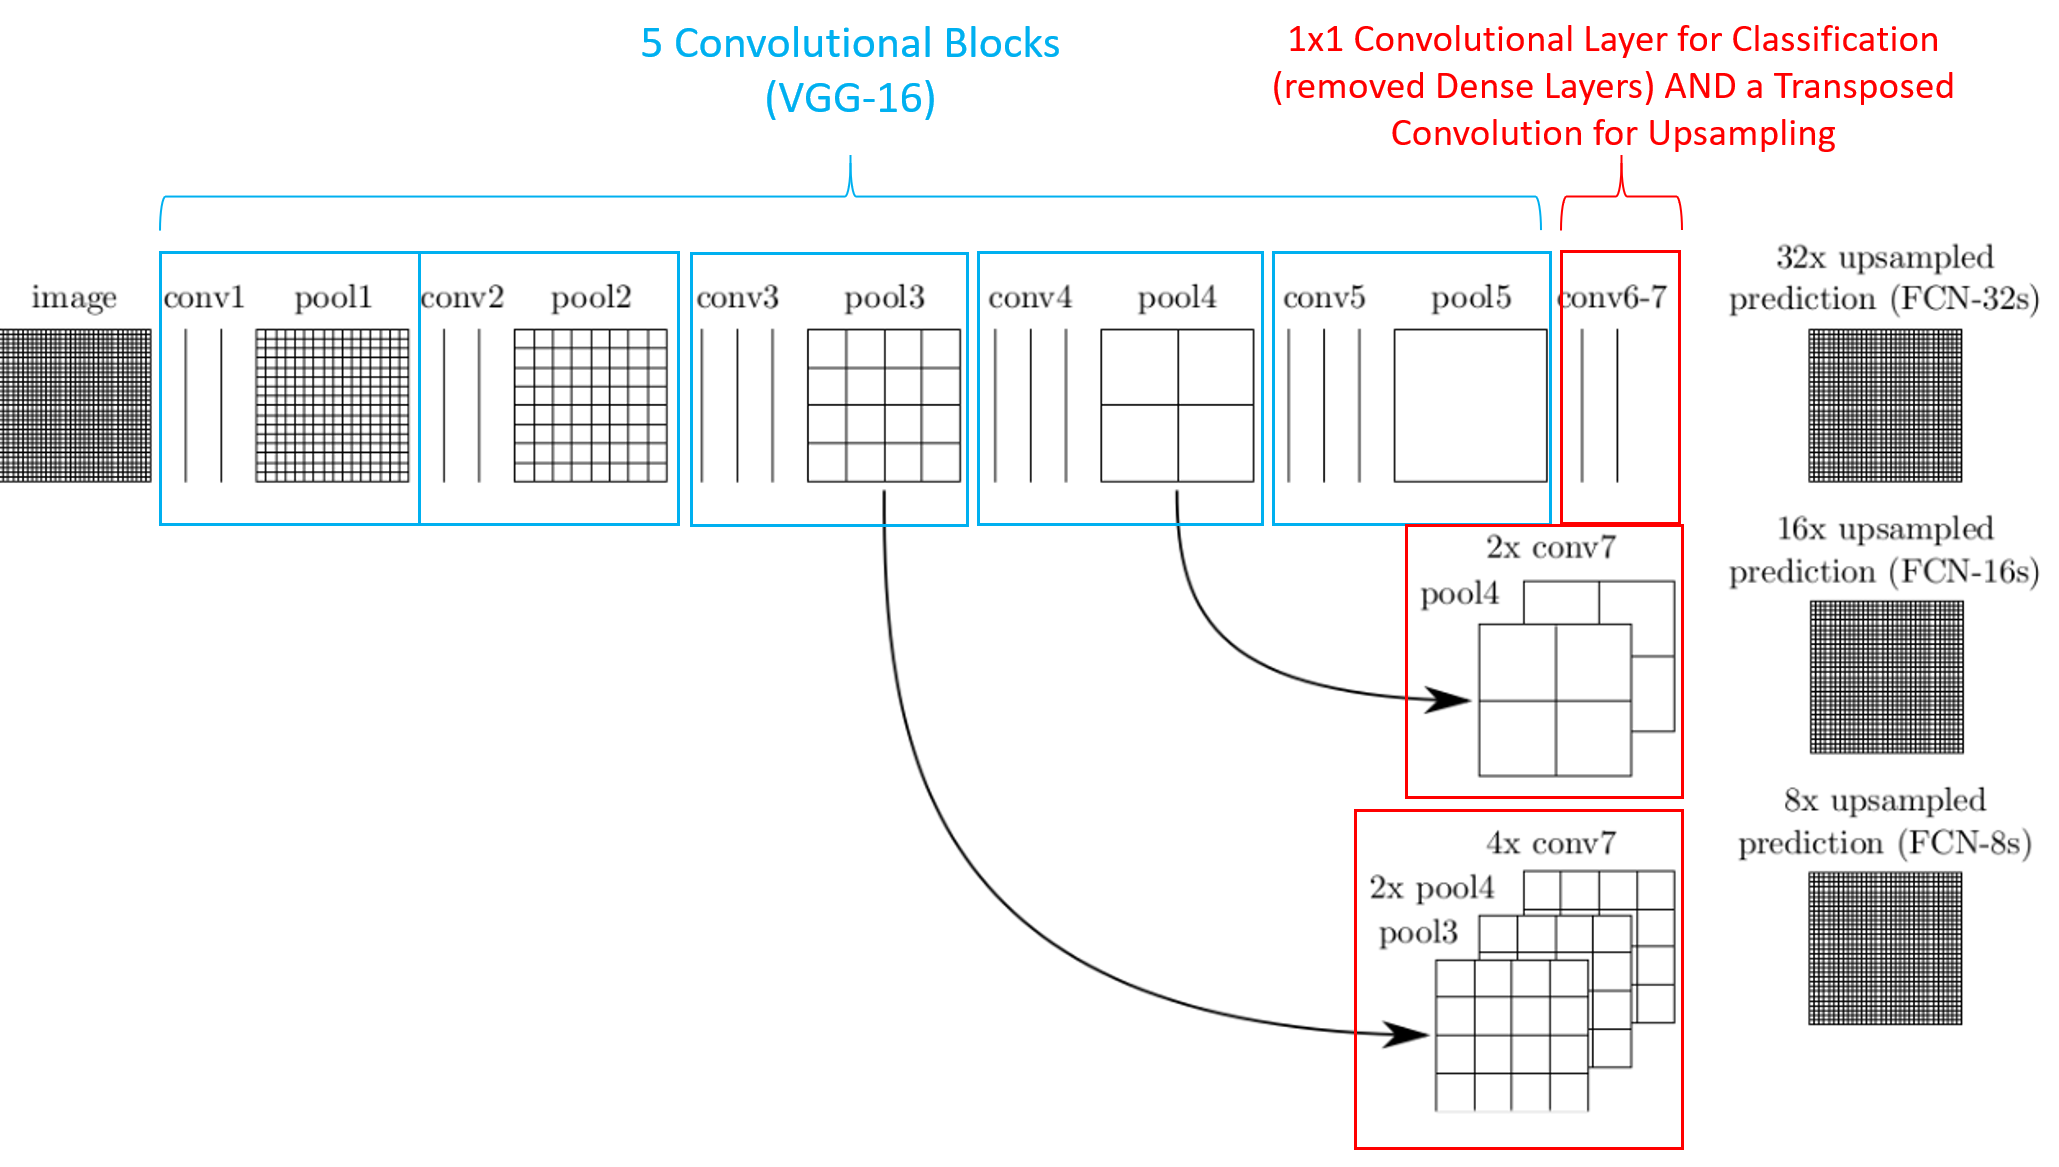 5 Convolutional Blocks
(VGG-16)
1x1 Convolutional Layer for Classification
(removed Dense Layers) AND a Transposed
Convolution for Upsampling
image
conv1
pool1
conv2
pool2
conv3
pool3
conv4
pool4
conv5
pool5
conv6-7
32x upsampled
prediction (FCN-32s)
2x conv7
pool4
16x upsampled
prediction (FCN-16s)
4x conv7
2x pool4
pool3
8x upsampled
prediction (FCN-8s)